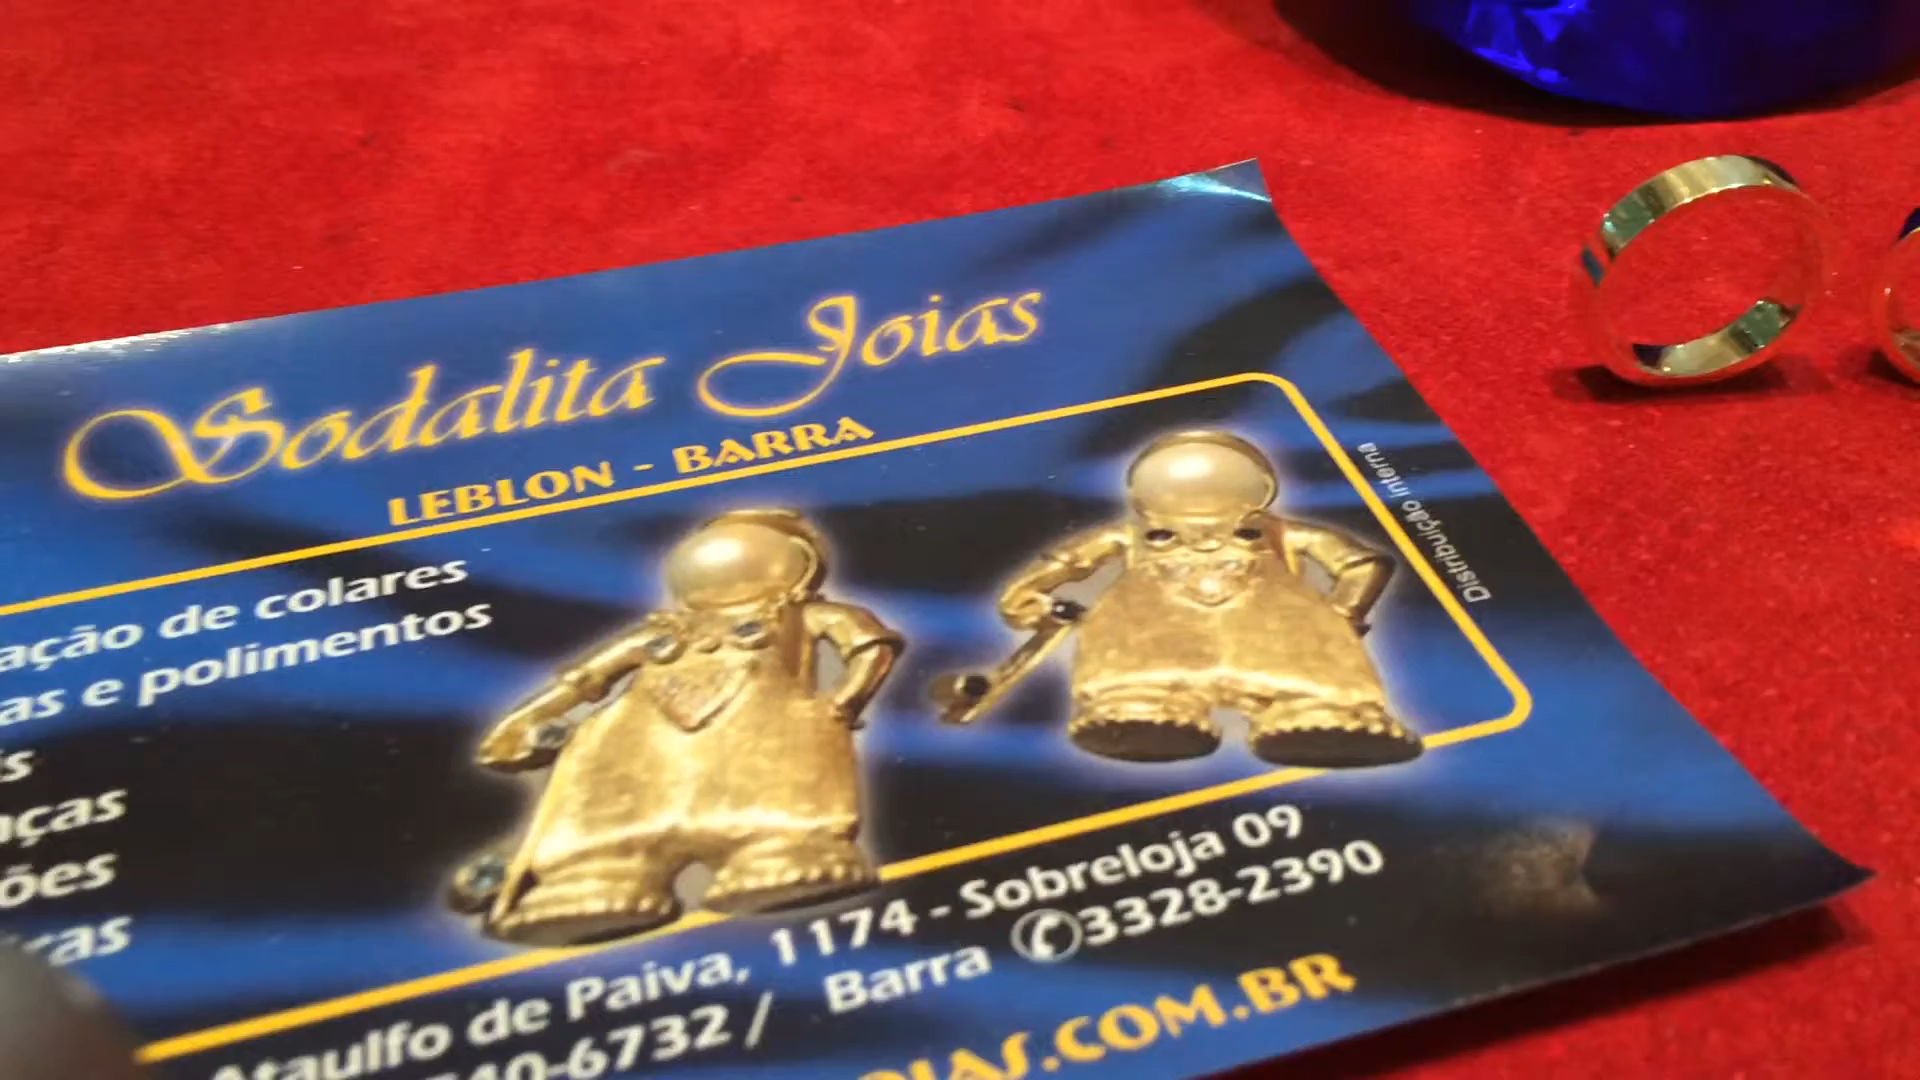 Sodalita Joias
LEBLON - BARRA
ação de colares
as e polimentos
is
nças
ões
ras
Distribuição interna
Ataulfo de Paiva, 1174 - Sobreloja 09
40-6732 / Barra 3328-2390
OIAS.COM.BR